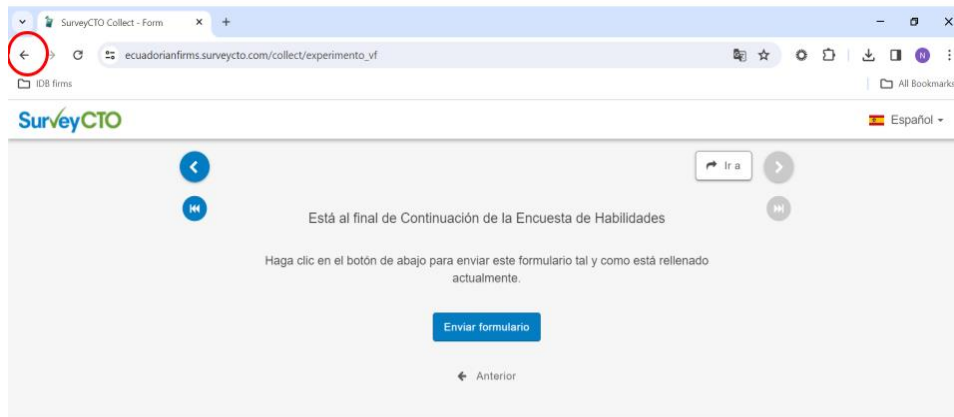 SurveyCTO Collect - Form
ecuadorianfirms.surveycto.com/collect/experimento_vf
N
IDB firms
All Bookmarks
SurveyCTO
Español
Ir a
Está al final de Continuación de la Encuesta de Habilidades
Haga clic en el botón de abajo para enviar este formulario tal y como está rellenado
actualmente.
Enviar formulario
Anterior